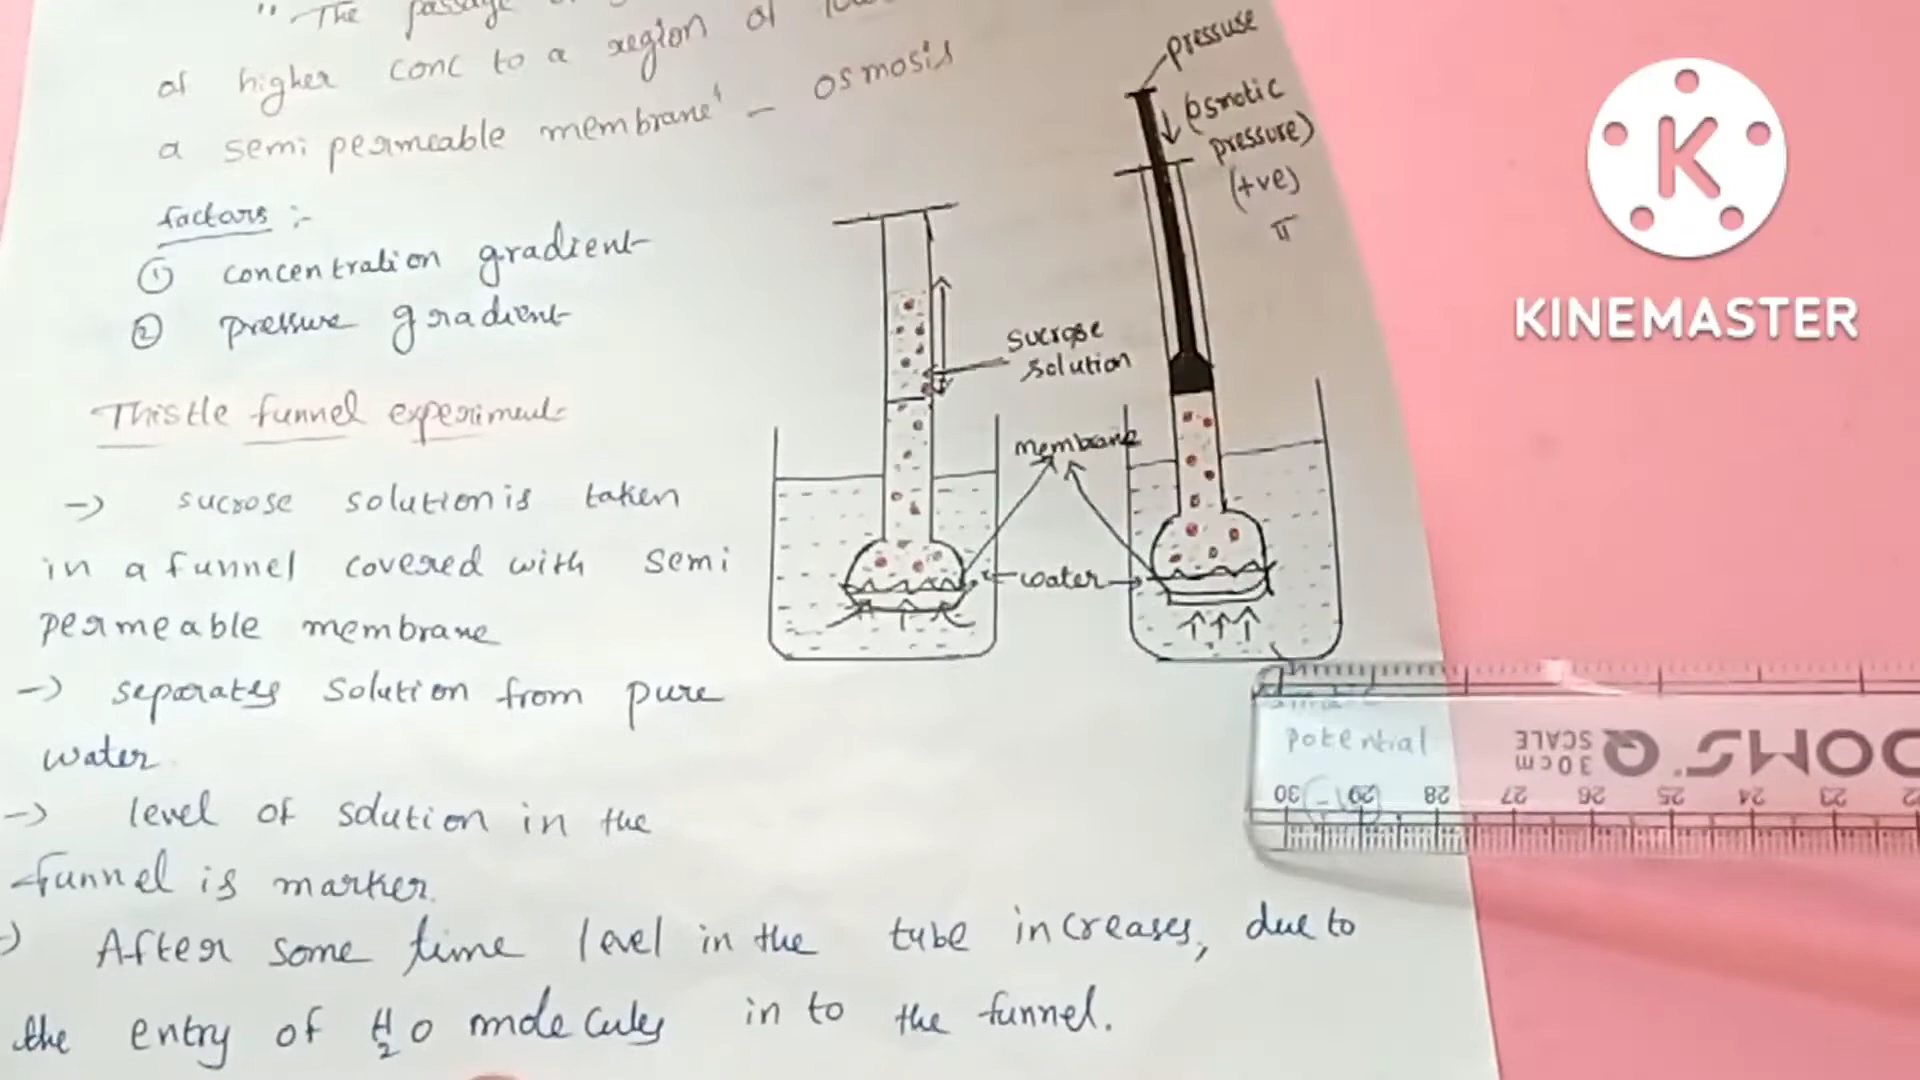 " The passage
of higher conc to a region of
a semi permeable membrane' - osmosis
factors :-
① concentration gradient
② pressure gradient
Thistle funnel experiment
-> sucrose solution is taken
in a funnel covered with semi
permeable membrane
-> separates solution from pure
water.
-> level of solution in the
funnel is marker.
-) After some time level in the tube increases, due to
the entry of H2O molecules in to the funnel.
pressure
(osmotic
pressure)
(+ve)
π
sucrose
solution
membrane
water
potential
DOMS Q
30cm
SCALE
30 29 28 27 26 25 24 23
K
KINEMASTER